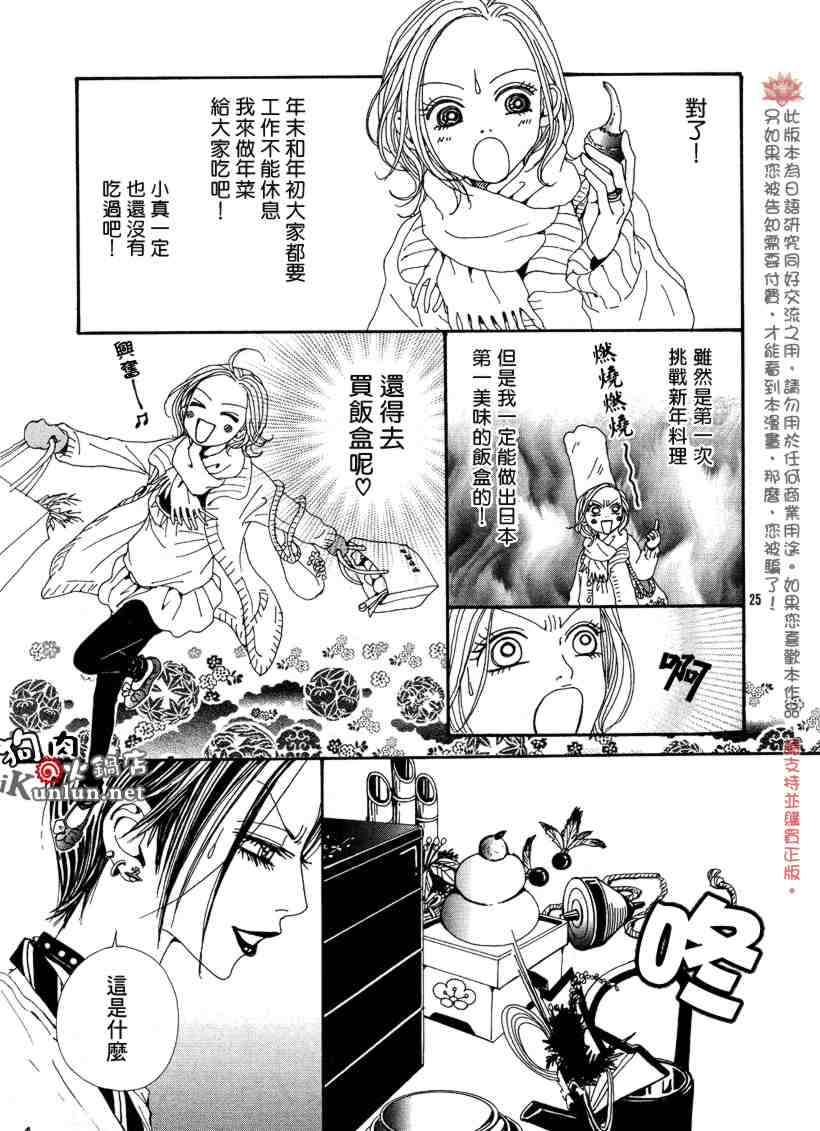 對了！
年末和年初大家都要
工作不能休息
我來做年菜
給大家吃吧！
小真一定
也還沒有
吃過吧！
雖然是第一次
挑戰新年料理
燃燒燃燒～
但是我一定能做出日本
第一美味的飯盒的！
啊
還得去
買飯盒呢♡
興奮～♫
25
咚
這是什麼
狗肉火鍋店
iKunlun.net
此版本為日語研究同好交流之用，請勿用於任何商業用途。如果您喜歡本作品，請支持並購買正版。
另如果您被告知需要付費，才能看到本漫畫，那麼，您被騙了！